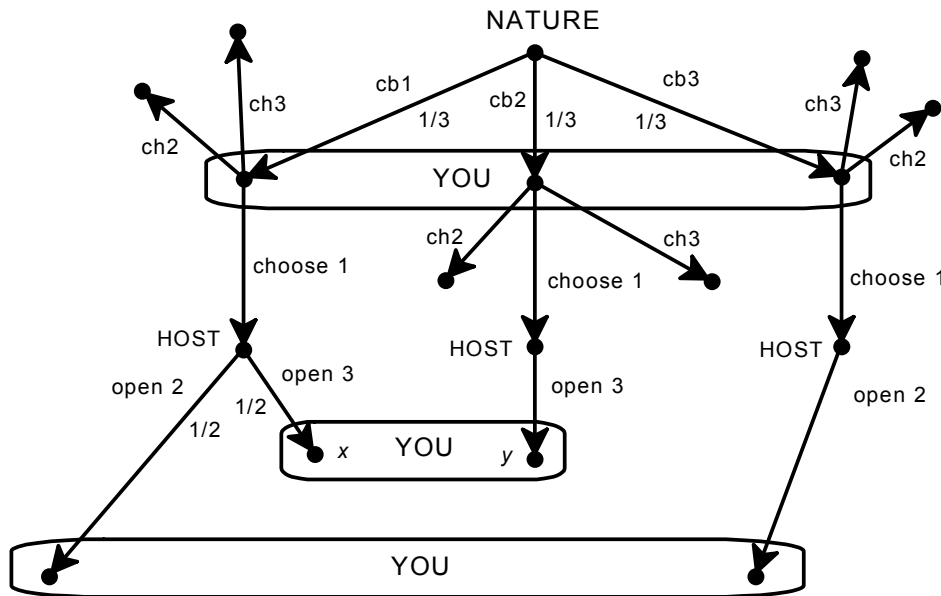 NATURE
cb1
cb2
cb3
ch3
ch3
1/3
1/3
1/3
ch2
ch2
YOU
ch2
ch3
choose 1
choose 1
choose 1
HOST
HOST
HOST
open 2
open 3
open 3
open 2
1/2
1/2
x
YOU
y
YOU